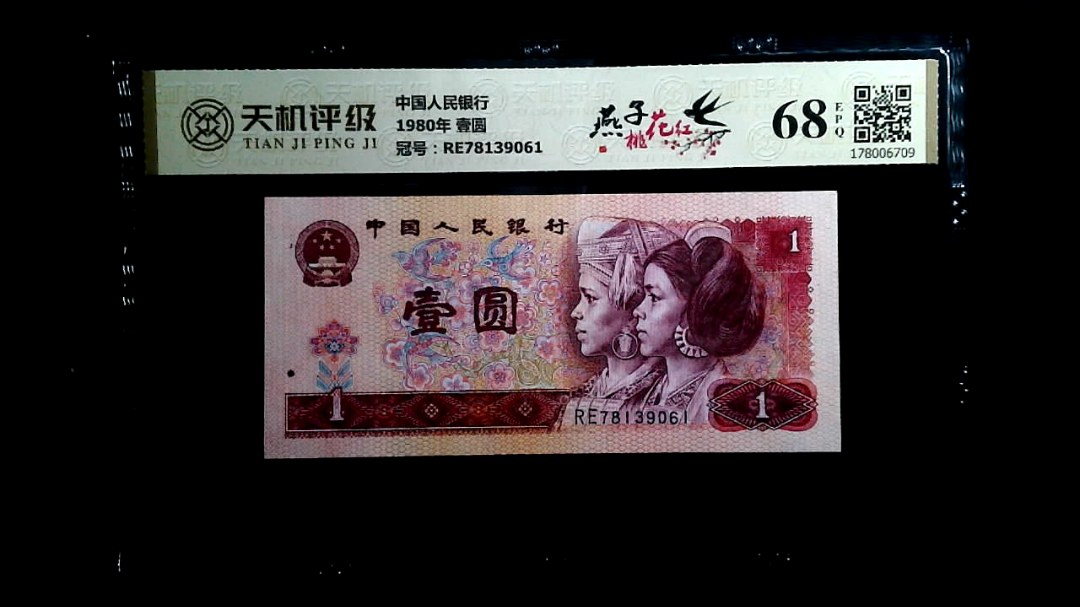 天机评级
TIAN JI PING JI
中国人民银行
1980年 壹圆
冠号：RE78139061
燕子
桃花红
68
EPQ
178006709
中国人民银行
1
壹圆
1
RE78139061
1